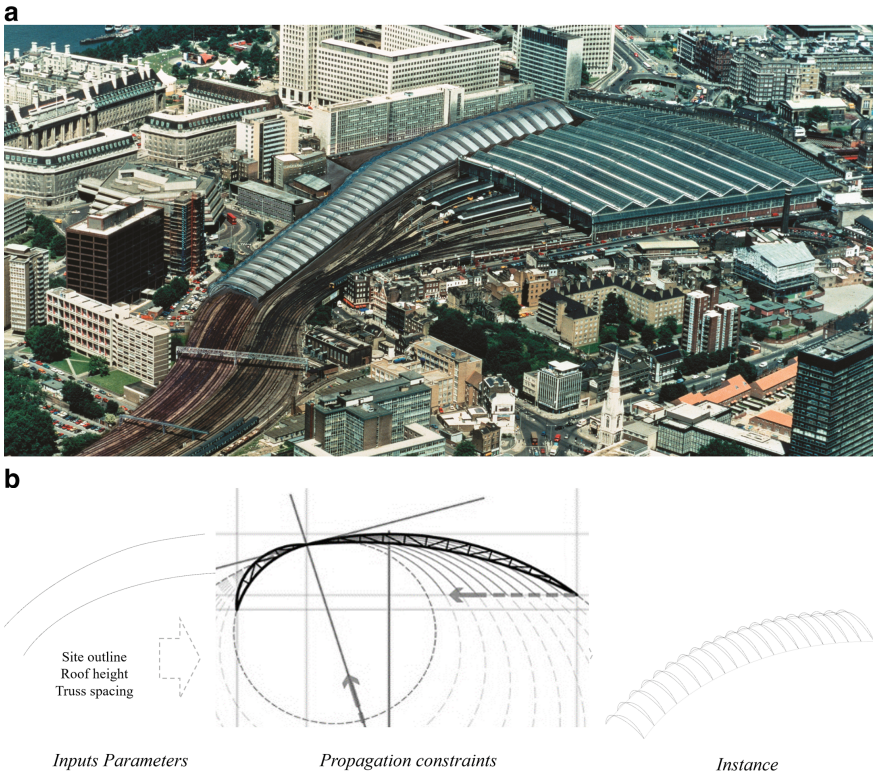 a
b
Site outline
Roof height
Truss spacing
Inputs Parameters
Propagation constraints
Instance